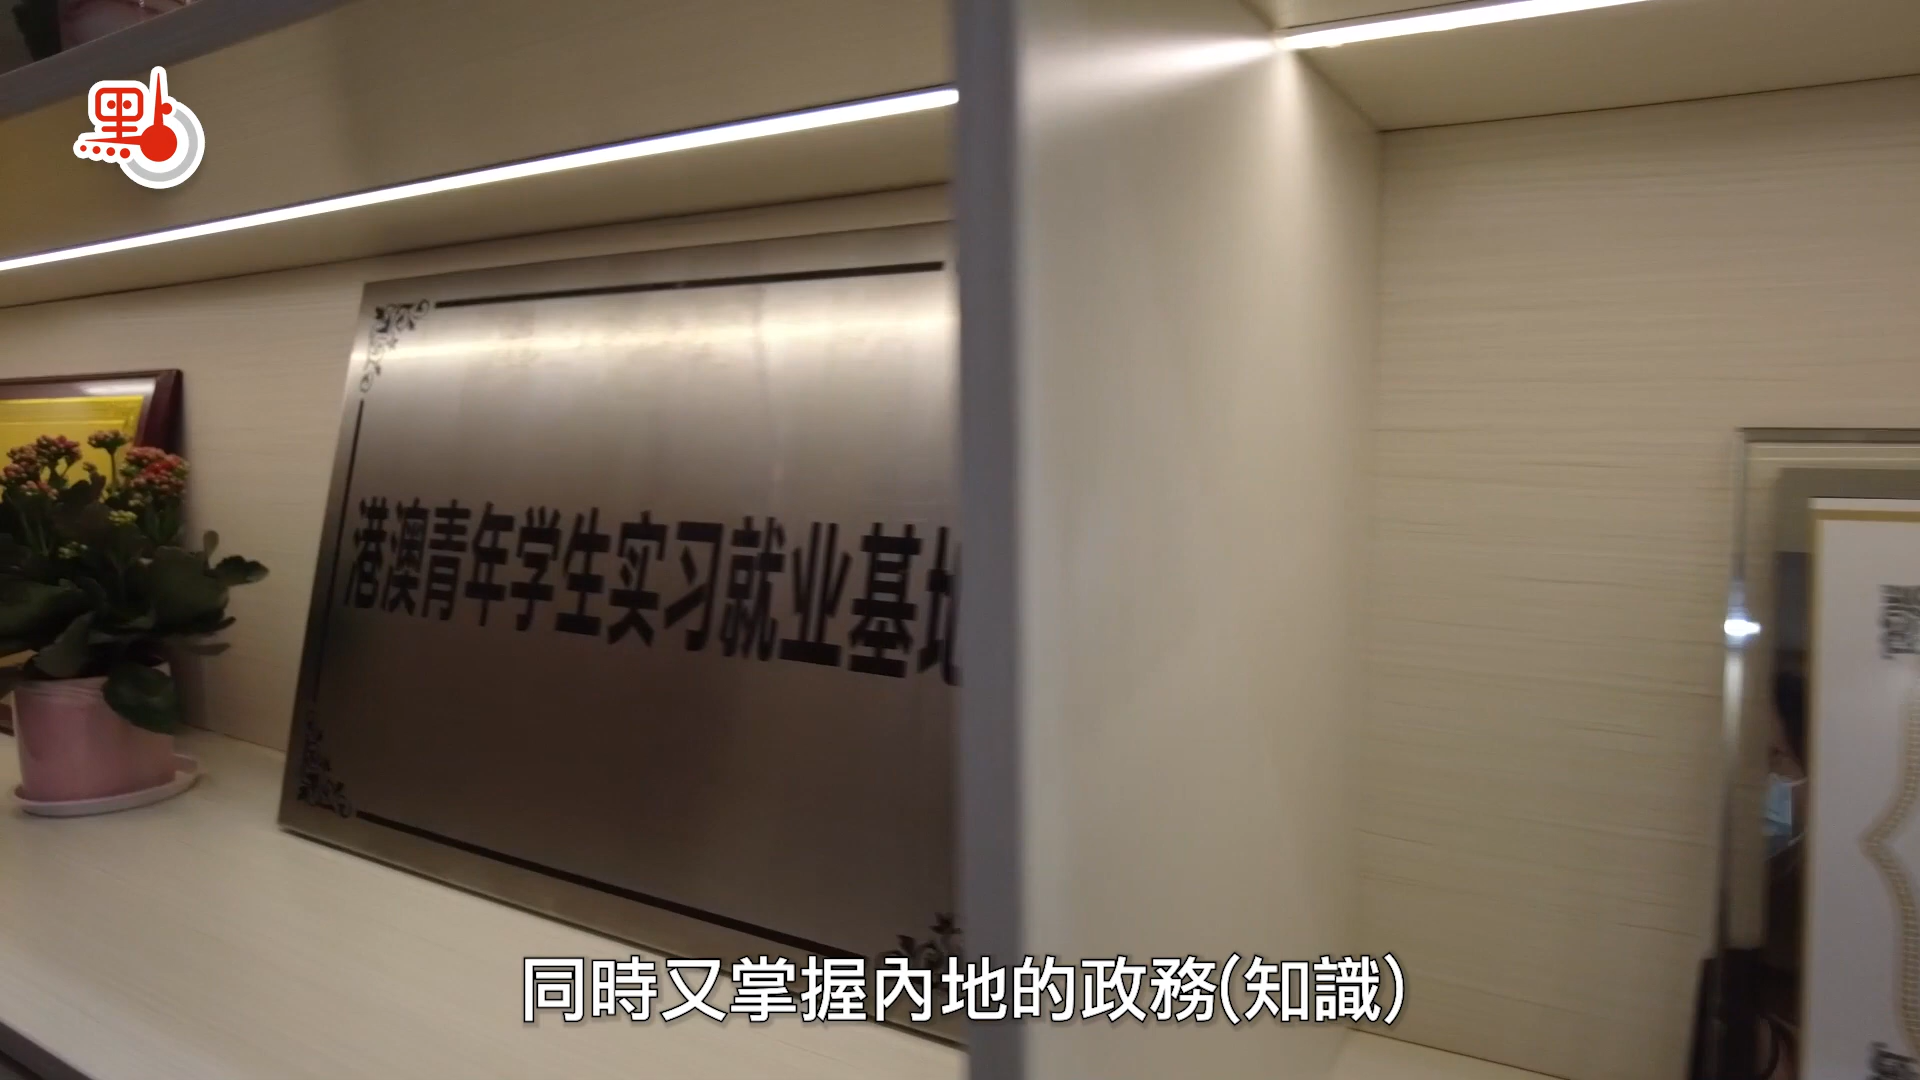 點
港澳青年学生实习就业基地
同時又掌握內地的政務(知識)